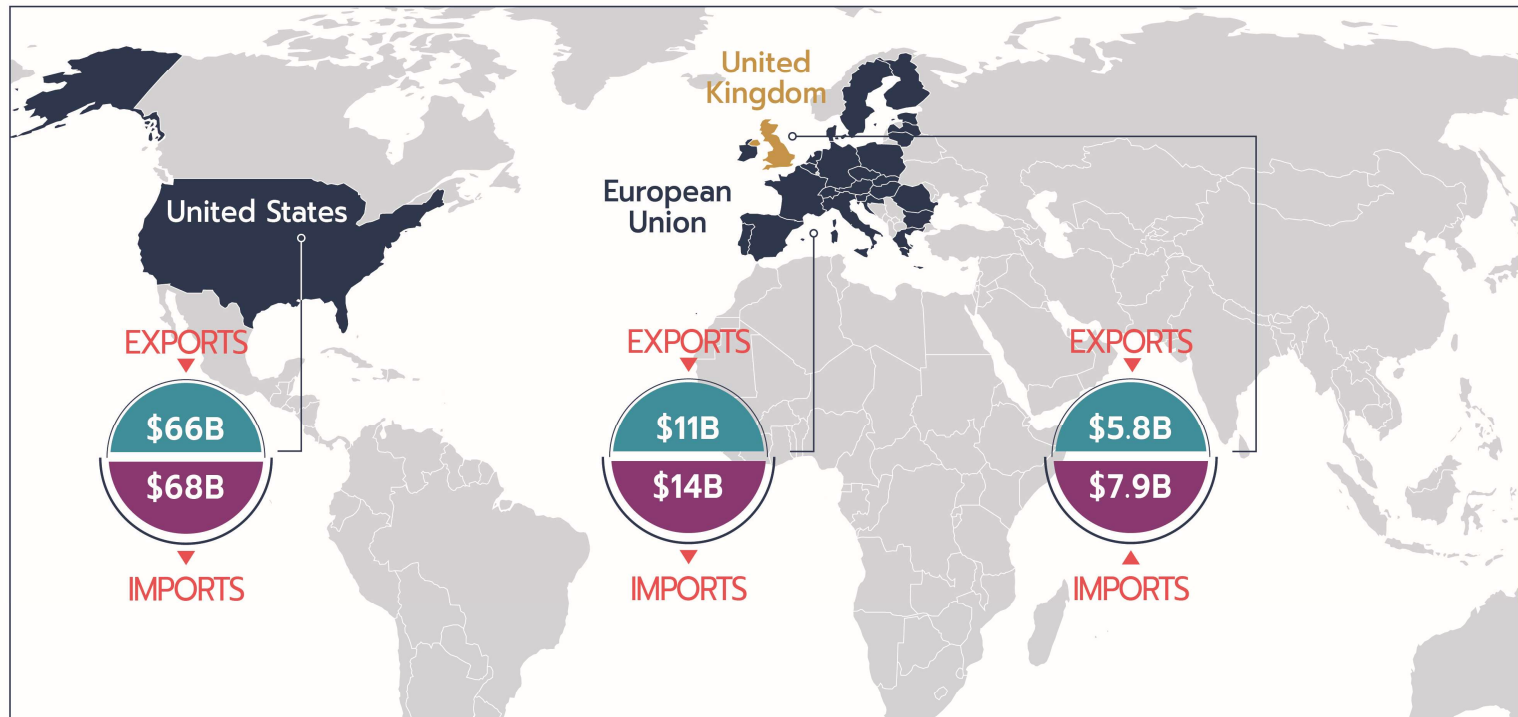 United
Kingdom
European
Union
United States
EXPORTS
$66B
$68B
IMPORTS
EXPORTS
$11B
$14B
IMPORTS
EXPORTS
$5.8B
$7.9B
IMPORTS